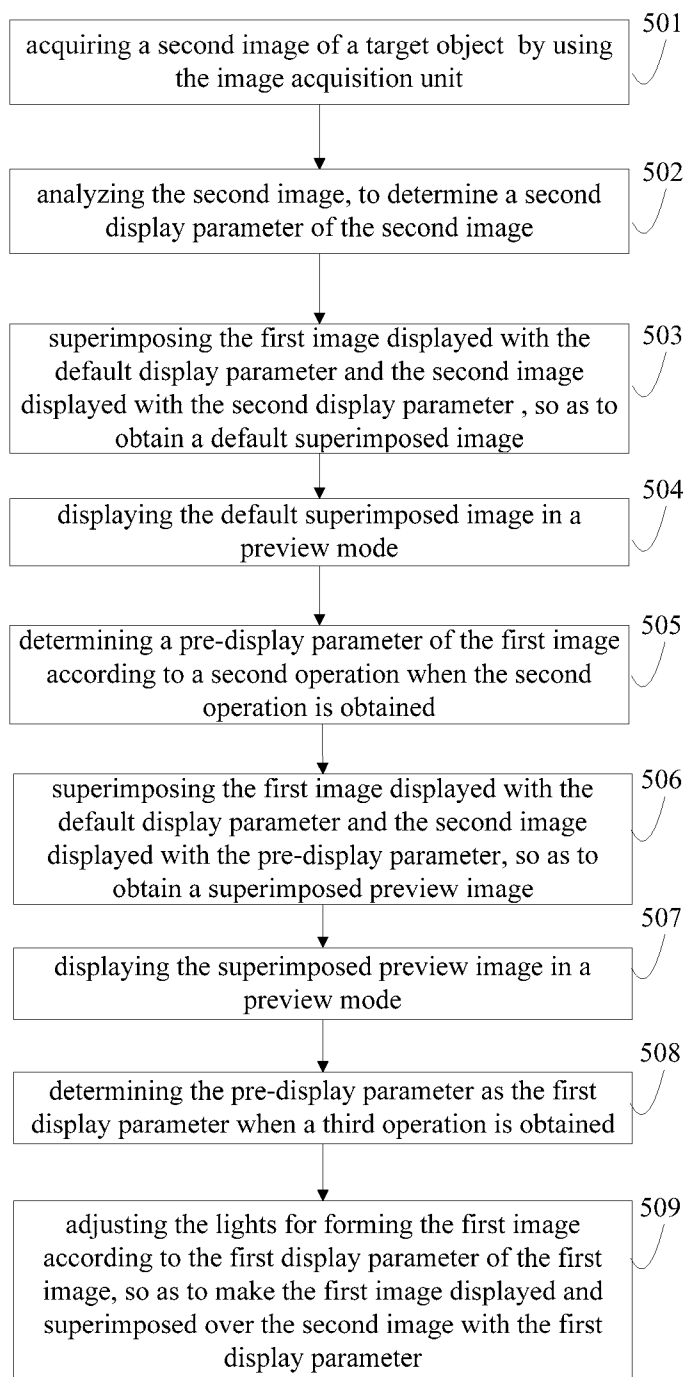 501
acquiring a second image of a target object by using
the image acquisition unit
502
analyzing the second image, to determine a second
display parameter of the second image
503
superimposing the first image displayed with the
default display parameter and the second image
displayed with the second display parameter , so as to
obtain a default superimposed image
504
displaying the default superimposed image in a
preview mode
505
determining a pre-display parameter of the first image
according to a second operation when the second
operation is obtained
506
superimposing the first image displayed with the
default display parameter and the second image
displayed with the pre-display parameter, so as to
obtain a superimposed preview image
507
displaying the superimposed preview image in a
preview mode
508
determining the pre-display parameter as the first
display parameter when a third operation is obtained
509
adjusting the lights for forming the first image
according to the first display parameter of the first
image, so as to make the first image displayed and
superimposed over the second image with the first
display parameter